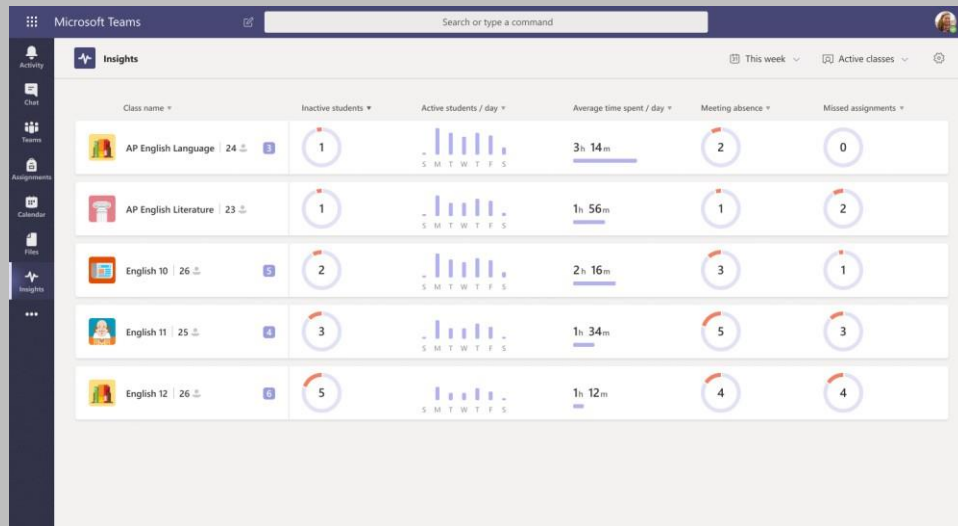 Microsoft Teams
Search or type a command
Activity
Chat
Teams
Assignments
Calendar
Files
Insights
Insights
This week
Active classes
Class name
Inactive students
Active students / day
Average time spent / day
Meeting absence
Missed assignments
AP English Language 24 3
1
S M T W T F S
3h 14m
2
0
AP English Literature 23
1
S M T W T F S
1h 56m
1
2
English 10 26 5
2
S M T W T F S
2h 16m
3
1
English 11 25 4
3
S M T W T F S
1h 34m
5
3
English 12 26 6
5
S M T W T F S
1h 12m
4
4